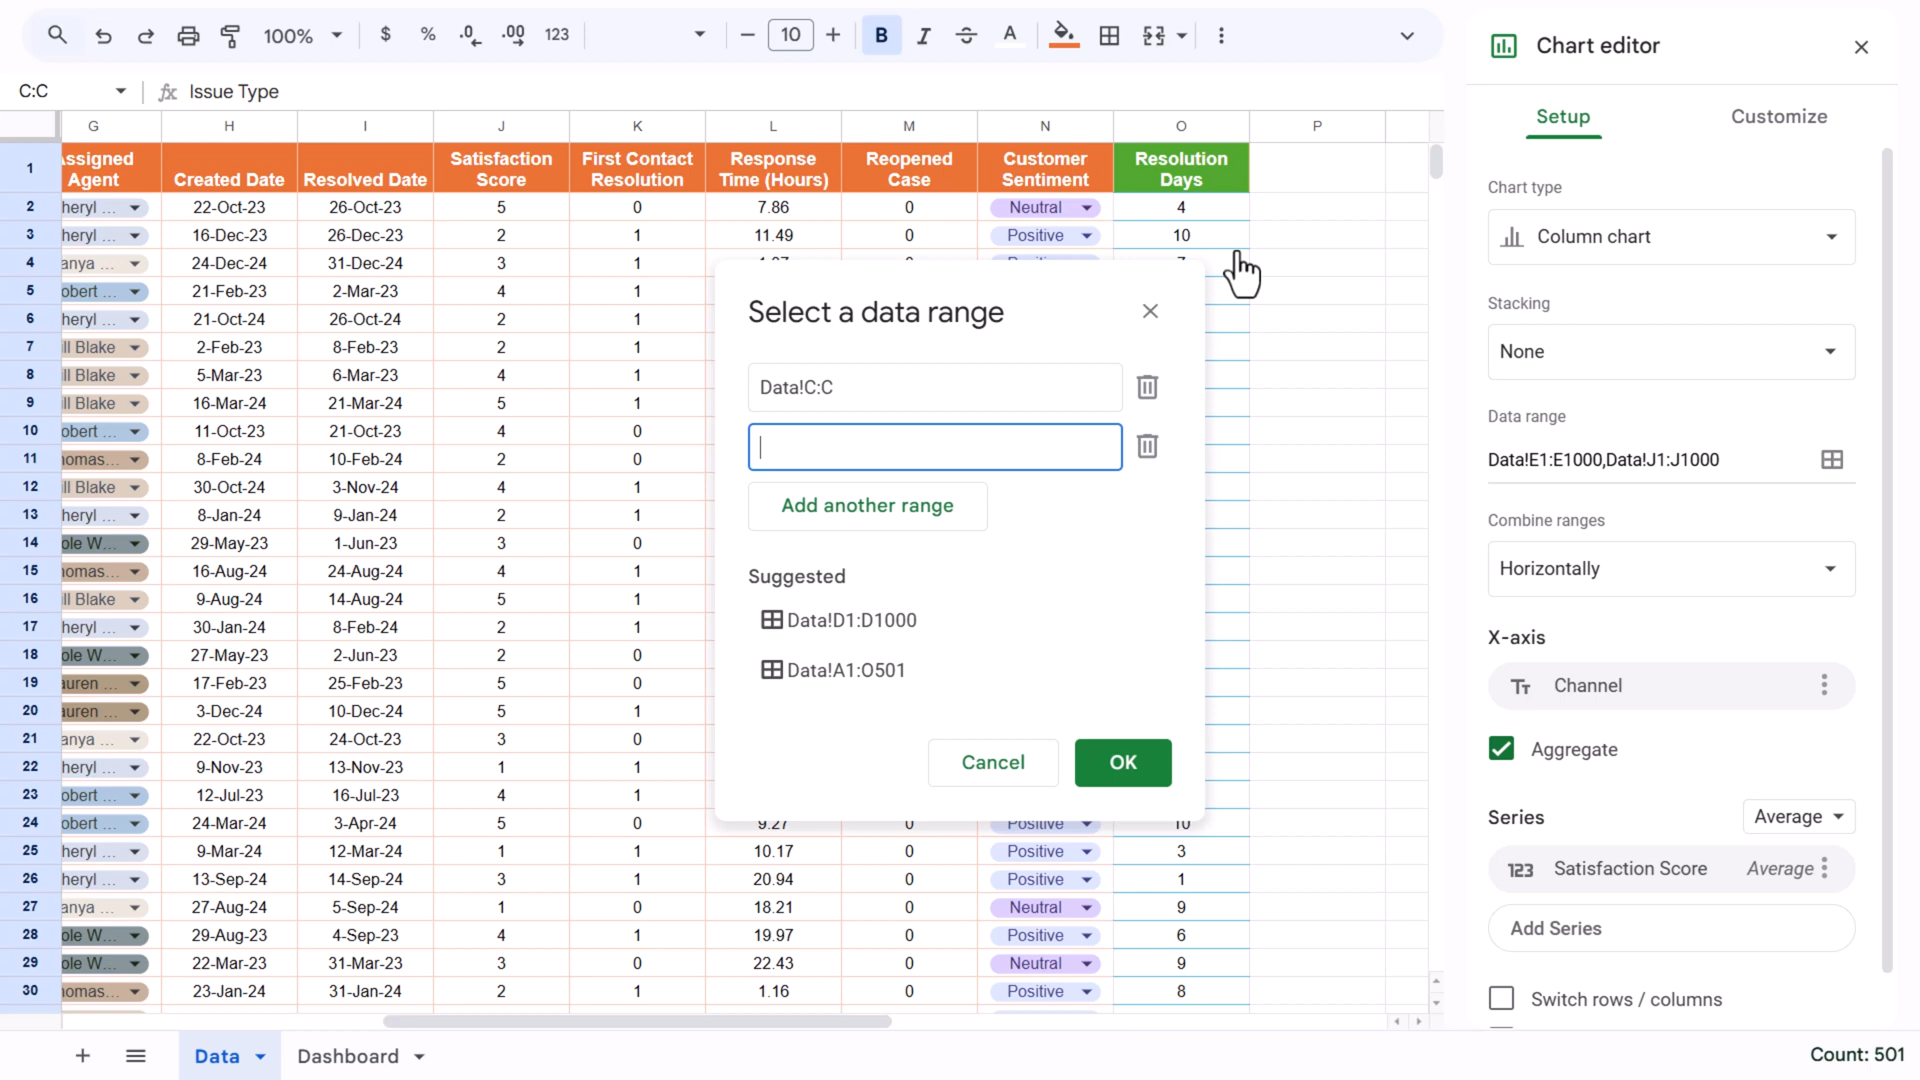 100% $ % .0 .00 123 10 B I A
C:C fx Issue Type
G H I J K L M N O P
1 Assigned Agent Created Date Resolved Date Satisfaction Score First Contact Resolution Response Time (Hours) Reopened Case Customer Sentiment Resolution Days
2 heryl ... 22-Oct-23 26-Oct-23 5 0 7.86 0 Neutral 4
3 heryl ... 16-Dec-23 26-Dec-23 2 1 11.49 0 Positive 10
4 anya ... 24-Dec-24 31-Dec-24 3 1
5 obert ... 21-Feb-23 2-Mar-23 4 1
6 heryl ... 21-Oct-24 26-Oct-24 2 1
7 ill Blake 2-Feb-23 8-Feb-23 2 1
8 ill Blake 5-Mar-23 6-Mar-23 4 1
9 ill Blake 16-Mar-24 21-Mar-24 5 1
10 obert ... 11-Oct-23 21-Oct-23 4 0
11 homas... 8-Feb-24 10-Feb-24 2 0
12 ill Blake 30-Oct-24 3-Nov-24 4 1
13 heryl ... 8-Jan-24 9-Jan-24 2 1
14 ole W... 29-May-23 1-Jun-23 3 0
15 homas... 16-Aug-24 24-Aug-24 4 1
16 ill Blake 9-Aug-24 14-Aug-24 5 1
17 heryl ... 30-Jan-24 8-Feb-24 2 1
18 ole W... 27-May-23 2-Jun-23 2 0
19 auren ... 17-Feb-23 25-Feb-23 5 0
20 auren ... 3-Dec-24 10-Dec-24 5 1
21 anya ... 22-Oct-23 24-Oct-23 3 0
22 heryl ... 9-Nov-23 13-Nov-23 1 1
23 obert ... 12-Jul-23 16-Jul-23 4 1
24 obert ... 24-Mar-24 3-Apr-24 5 0 9.27 0 Positive 10
25 heryl ... 9-Mar-24 12-Mar-24 1 1 10.17 0 Positive 3
26 heryl ... 13-Sep-24 14-Sep-24 3 1 20.94 0 Positive 1
27 anya ... 27-Aug-24 5-Sep-24 1 0 18.21 0 Neutral 9
28 ole W... 29-Aug-23 4-Sep-23 4 1 19.97 0 Positive 6
29 ole W... 22-Mar-23 31-Mar-23 3 0 22.43 0 Neutral 9
30 homas... 23-Jan-24 31-Jan-24 2 1 1.16 0 Positive 8
Select a data range
Data!C:C
Add another range
Suggested
Data!D1:D1000
Data!A1:O501
Cancel OK
Chart editor
Setup Customize
Chart type
Column chart
Stacking
None
Data range
Data!E1:E1000,Data!J1:J1000
Combine ranges
Horizontally
X-axis
Tт Channel
Aggregate
Series Average
123 Satisfaction Score Average
Add Series
Switch rows / columns
Data Dashboard Count: 501